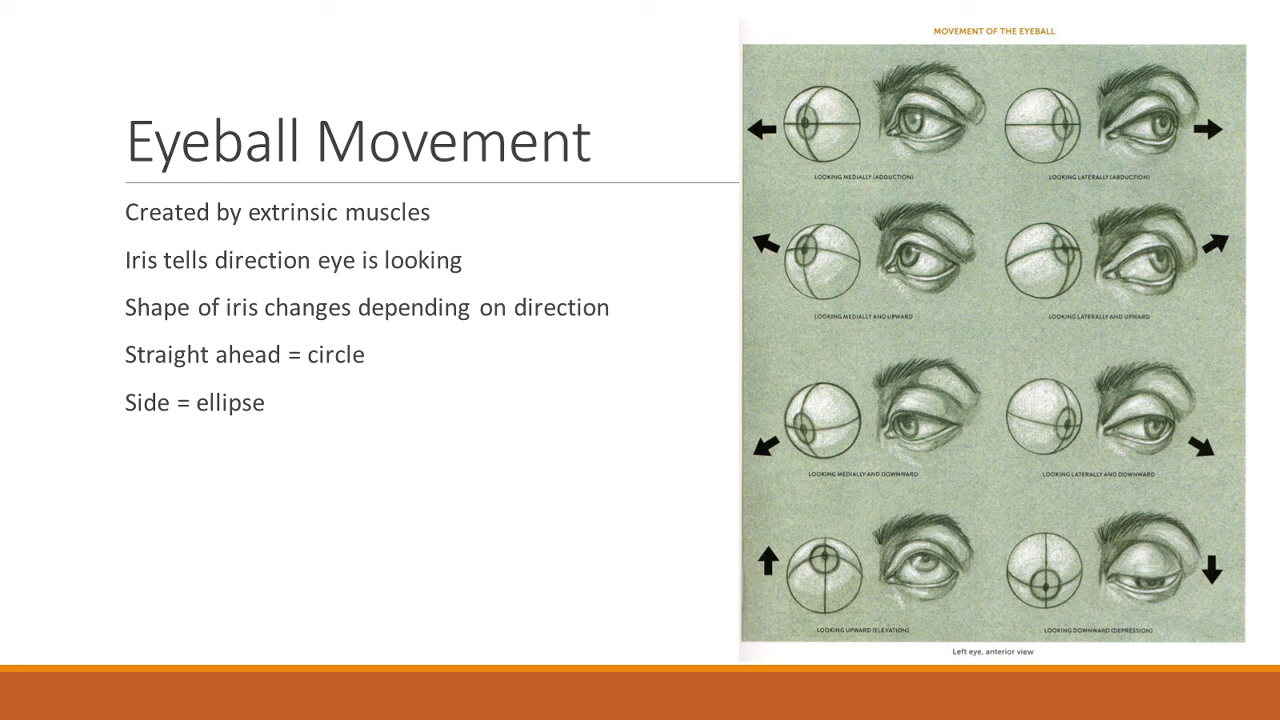 Eyeball Movement
Created by extrinsic muscles
Iris tells direction eye is looking
Shape of iris changes depending on direction
Straight ahead = circle
Side = ellipse
MOVEMENT OF THE EYEBALL
LOOKING MEDIALLY (ADDUCTION)
LOOKING LATERALLY (ABDUCTION)
LOOKING MEDIALLY AND UPWARD
LOOKING LATERALLY AND UPWARD
LOOKING MEDIALLY AND DOWNWARD
LOOKING LATERALLY AND DOWNWARD
LOOKING UPWARD (ELEVATION)
LOOKING DOWNWARD (DEPRESSION)
Left eye, anterior view